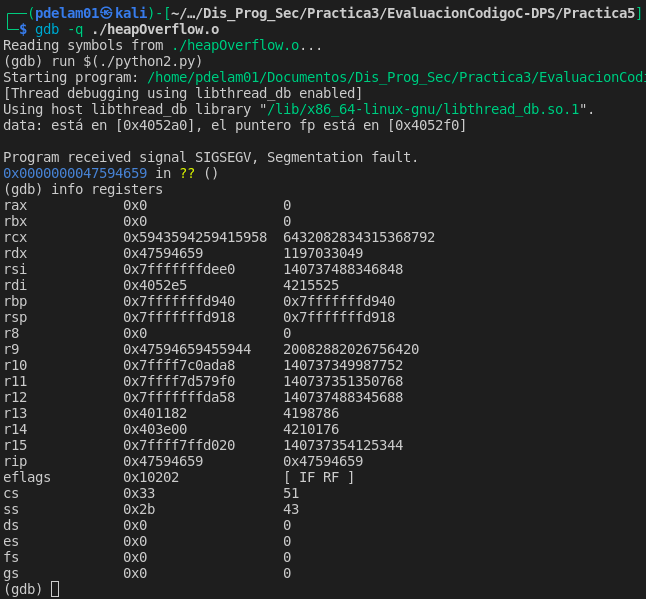 ┌──(pdelam01㉿kali)-[~/…/Dis_Prog_Sec/Practica3/EvaluacionCodigoC-DPS/Practica5]
└─$ gdb -q ./heapOverflow.o
Reading symbols from ./heapOverflow.o...
(gdb) run $(./python2.py)
Starting program: /home/pdelam01/Documentos/Dis_Prog_Sec/Practica3/EvaluacionCodi
[Thread debugging using libthread_db enabled]
Using host libthread_db library "/lib/x86_64-linux-gnu/libthread_db.so.1".
data: está en [0x4052a0], el puntero fp está en [0x4052f0]
Program received signal SIGSEGV, Segmentation fault.
0x0000000047594659 in ?? ()
(gdb) info registers
rax 0x0 0
rbx 0x0 0
rcx 0x5943594259415958 6432082834315368792
rdx 0x47594659 1197033049
rsi 0x7fffffffdee0 140737488346848
rdi 0x4052e5 4215525
rbp 0x7fffffffd940 0x7fffffffd940
rsp 0x7fffffffd918 0x7fffffffd918
r8 0x0 0
r9 0x47594659455944 20082882026756420
r10 0x7ffff7c0ada8 140737349987752
r11 0x7ffff7d579f0 140737351350768
r12 0x7fffffffda58 140737488345688
r13 0x401182 4198786
r14 0x403e00 4210176
r15 0x7ffff7ffd020 140737354125344
rip 0x47594659 0x47594659
eflags 0x10202 [ IF RF ]
cs 0x33 51
ss 0x2b 43
ds 0x0 0
es 0x0 0
fs 0x0 0
gs 0x0 0
(gdb)